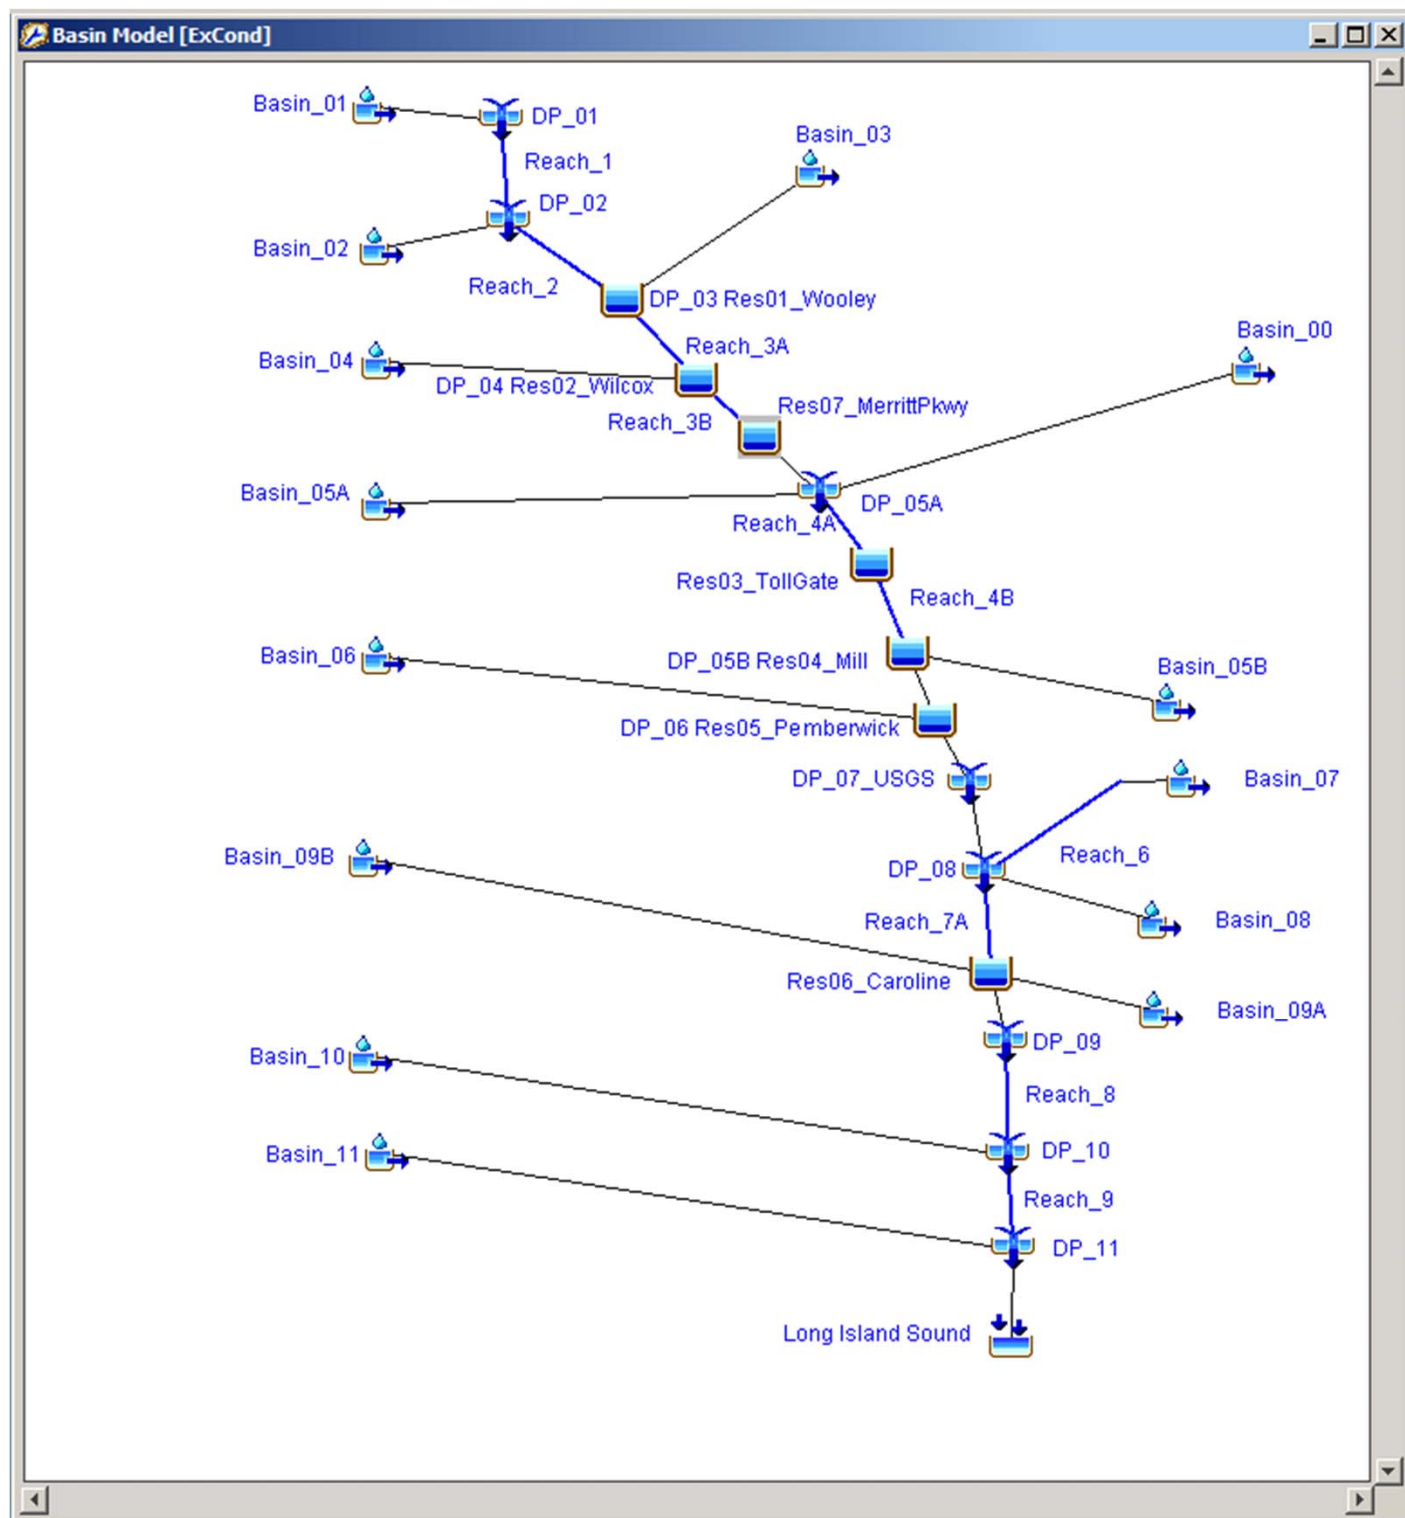 Basin Model [ExCond]
Basin_01
DP_01
Basin_03
Reach_1
DP_02
Basin_02
Reach_2
DP_03 Res01_Wooley
Basin_00
Reach_3A
Basin_04
DP_04 Res02_Wilcox
Res07_MerrittPkwy
Reach_3B
Basin_05A
DP_05A
Reach_4A
Res03_TollGate
Reach_4B
Basin_06
DP_05B Res04_Mill
Basin_05B
DP_06 Res05_Pemberwick
DP_07_USGS
Basin_07
Basin_09B
Reach_6
DP_08
Reach_7A
Basin_08
Res06_Caroline
Basin_09A
DP_09
Basin_10
Reach_8
DP_10
Basin_11
Reach_9
DP_11
Long Island Sound